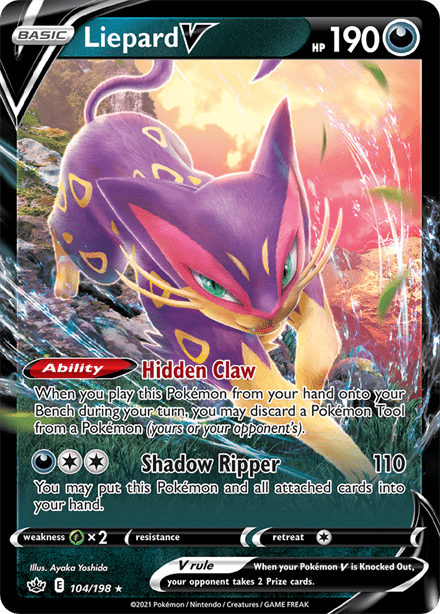 BASIC
Liepard V HP 190
Ability Hidden Claw
When you play this Pokémon from your hand onto your
Bench during your turn, you may discard a Pokémon Tool
from a Pokémon (yours or your opponent's).
Shadow Ripper 110
You may put this Pokémon and all attached cards into
your hand.
weakness ×2 resistance retreat
Illus. Ayaka Yoshida
E 104/198 ★
V rule When your Pokémon V is Knocked Out,
your opponent takes 2 Prize cards.
©2021 Pokémon / Nintendo / Creatures / GAME FREAK